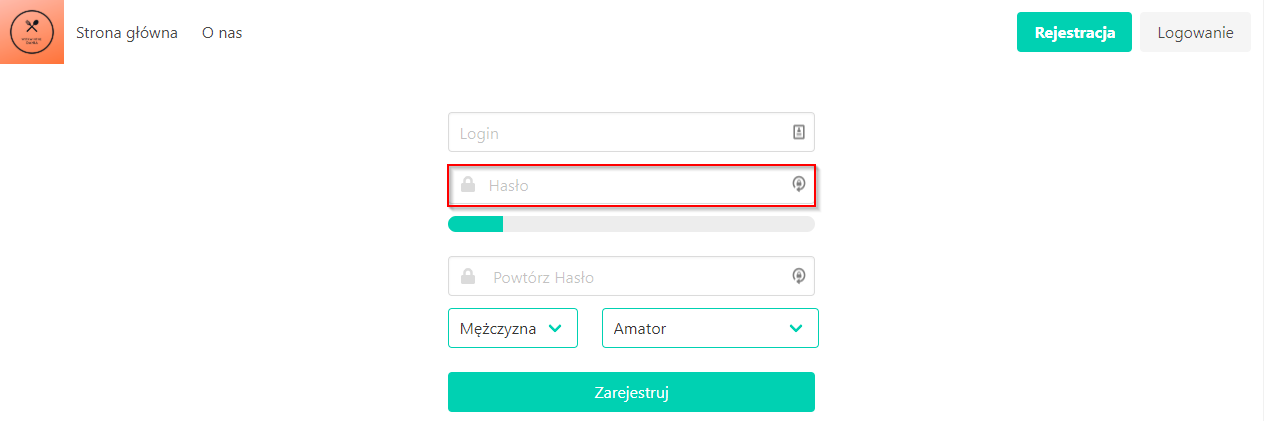 Strona główna
O nas
Rejestracja
Logowanie
Login
Hasło
Powtórz Hasło
Mężczyzna
Amator
Zarejestruj